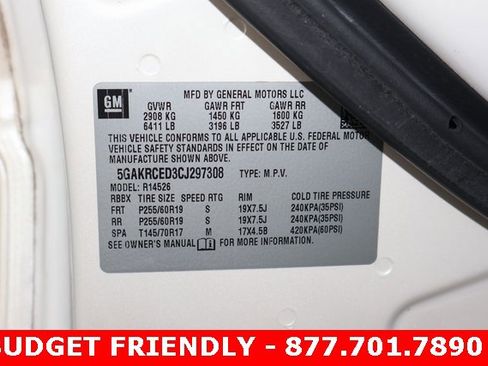 GM
MFD BY GENERAL MOTORS LLC
GVWR GAWR FRT GAWR RR
2908 KG 1450 KG 1600 KG
6411 LB 3196 LB 3527 LB
THIS VEHICLE CONFORMS TO ALL APPLICABLE U.S. FEDERAL MOTOR
VEHICLE SAFETY STANDARDS IN EFFECT ON THE DATE OF
MANUFACTURE SHOWN ABOVE.
5GAKRCED3CJ297308 TYPE: M.P.V.
MODEL: R14526
RBBX TIRE SIZE SPEED RTG RIM COLD TIRE PRESSURE
FRT P255/60R19 S 19X7.5J 240KPA(35PSI)
RR P255/60R19 S 19X7.5J 240KPA(35PSI)
SPA T145/70R17 M 17X4.5B 420KPA(60PSI)
SEE OWNER'S MANUAL FOR MORE INFORMATION.
BUDGET FRIENDLY - 877.701.7890